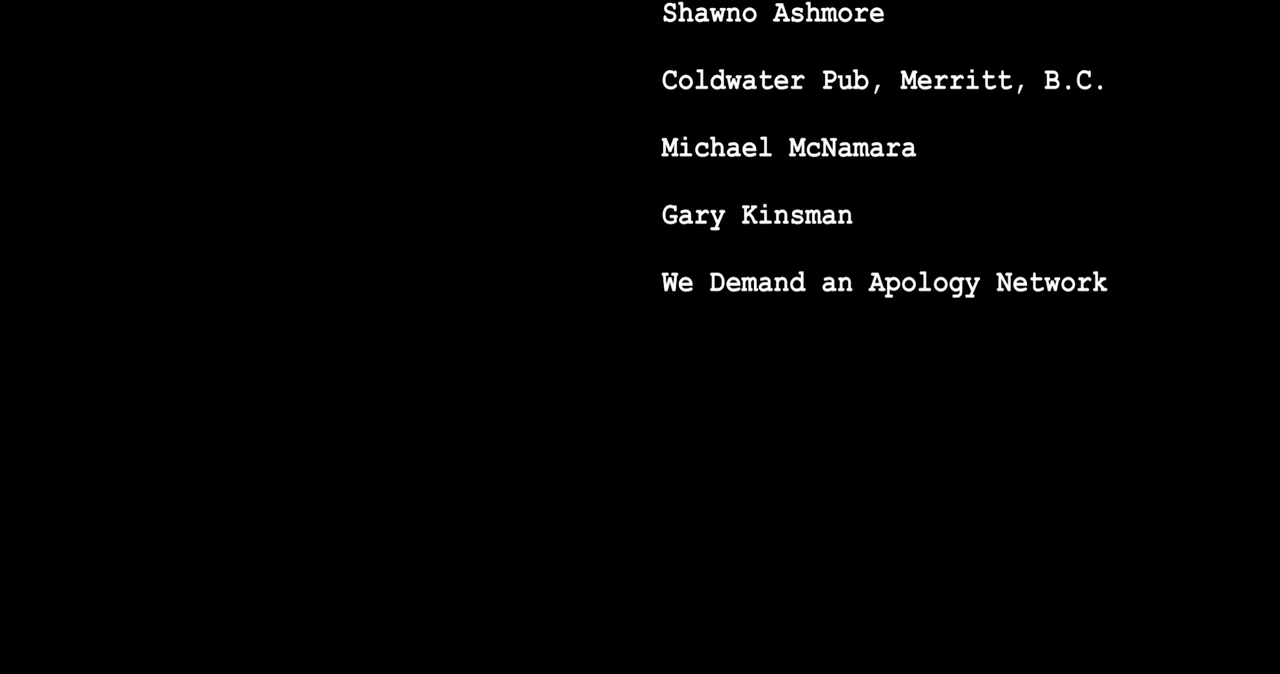 Shawno Ashmore
Coldwater Pub, Merritt, B.C.
Michael McNamara
Gary Kinsman
We Demand an Apology Network